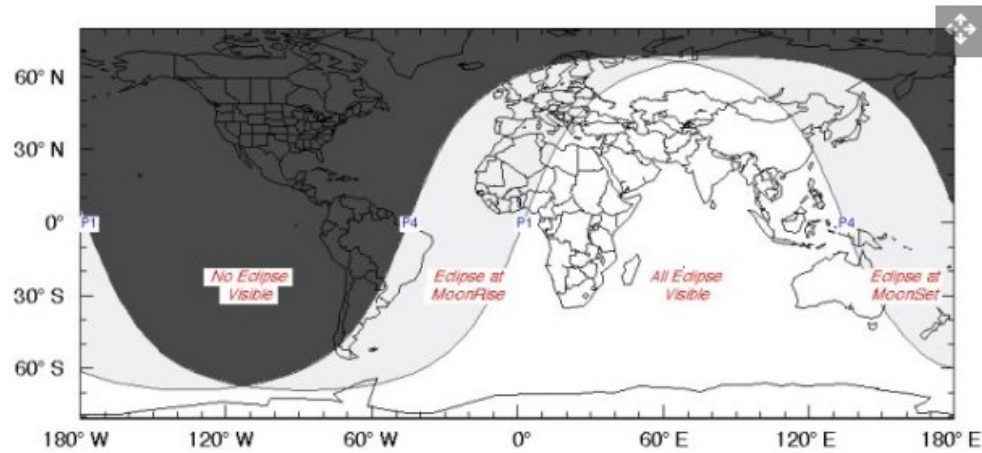 60° N
30° N
0°
30° S
60° S
P1
P4
P1
P4
No Eclipse
Visible
Eclipse at
MoonRise
All Eclipse
Visible
Eclipse at
MoonSet
180° W
120° W
60° W
0°
60° E
120° E
180° E